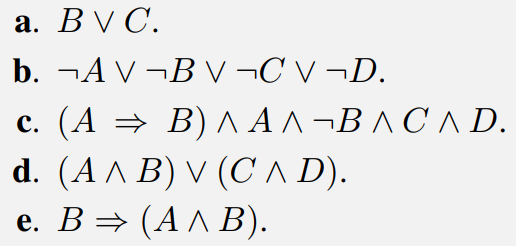 a. B ∨ C.
b. ¬A ∨ ¬B ∨ ¬C ∨ ¬D.
c. (A ⇒ B) ∧ A ∧ ¬B ∧ C ∧ D.
d. (A ∧ B) ∨ (C ∧ D).
e. B ⇒ (A ∧ B).